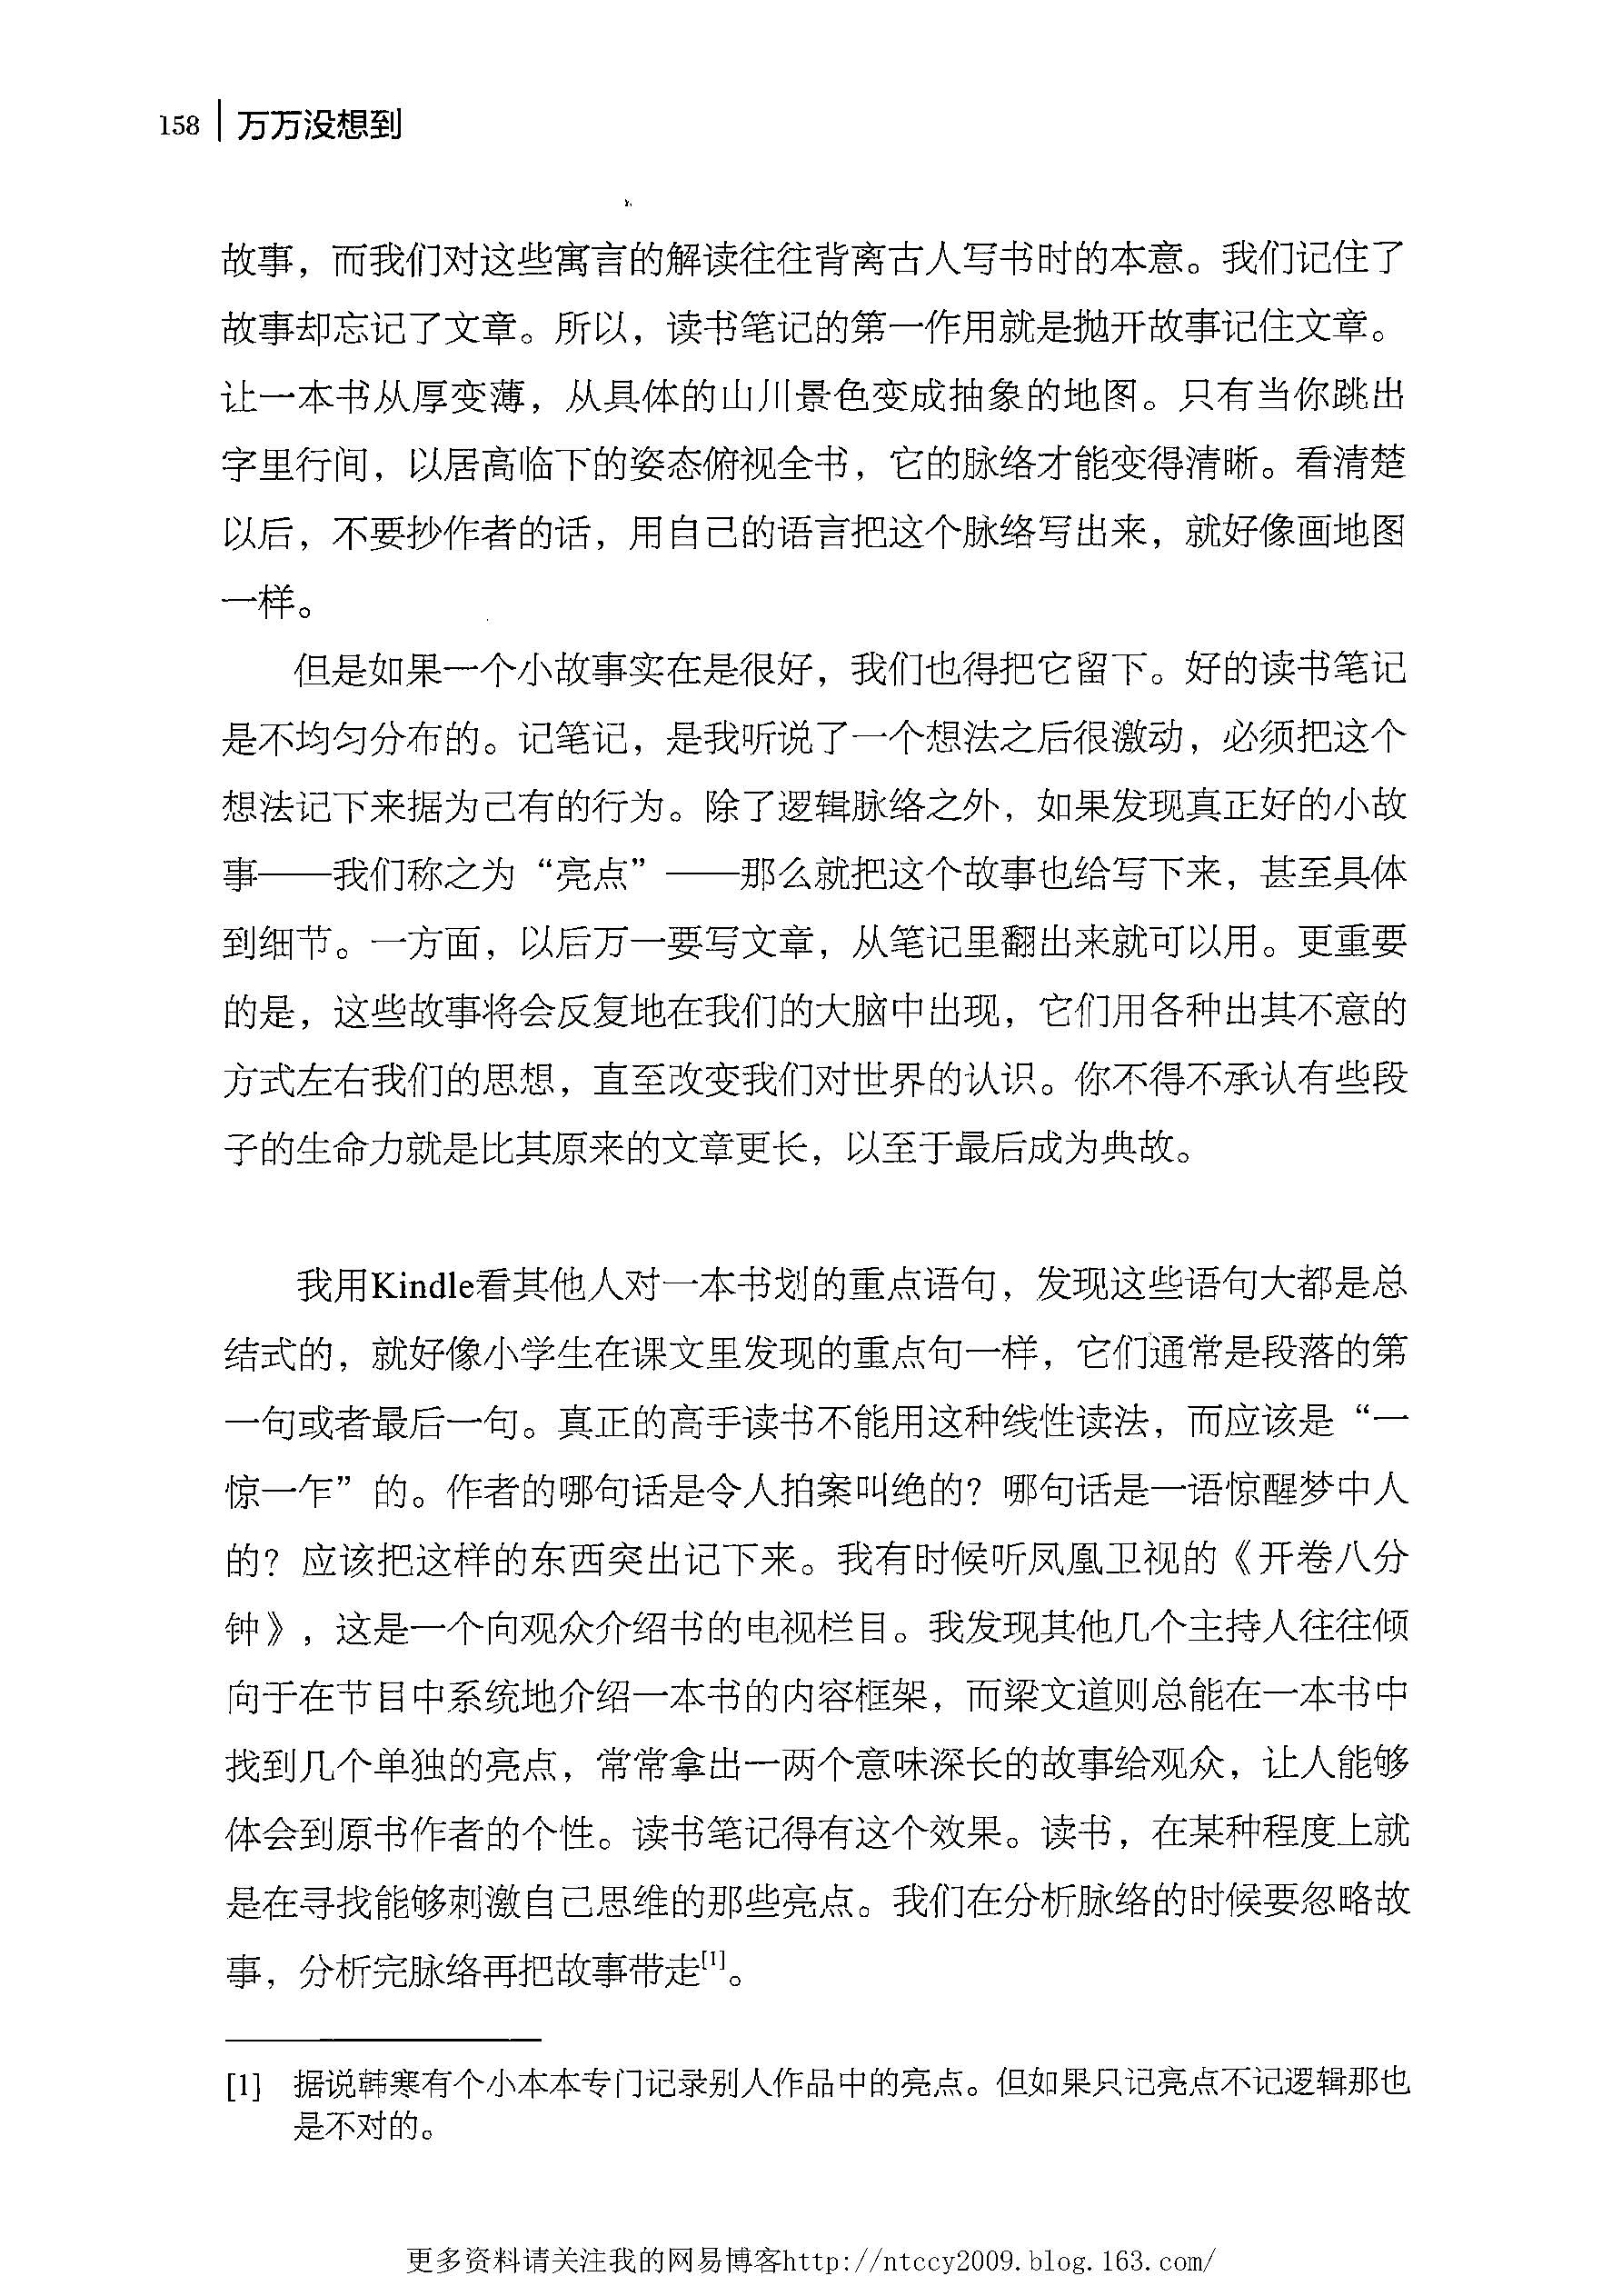 158 万万没想到
故事，而我们对这些寓言的解读往往背离古人写书时的本意。我们记住了
故事却忘记了文章。所以，读书笔记的第一作用就是抛开故事记住文章。
让一本书从厚变薄，从具体的山川景色变成抽象的地图。只有当你跳出
字里行间，以居高临下的姿态俯视全书，它的脉络才能变得清晰。看清楚
以后，不要抄作者的话，用自己的语言把这个脉络写出来，就好像画地图
一样。
但是如果一个小故事实在是很好，我们也得把它留下。好的读书笔记
是不均匀分布的。记笔记，是我听说了一个想法之后很激动，必须把这个
想法记下来据为己有的行为。除了逻辑脉络之外，如果发现真正好的小故
事——我们称之为“亮点”——那么就把这个故事也给写下来，甚至具体
到细节。一方面，以后万一要写文章，从笔记里翻出来就可以用。更重要
的是，这些故事将会反复地在我们的大脑中出现，它们用各种出其不意的
方式左右我们的思想，直至改变我们对世界的认识。你不得不承认有些段
子的生命力就是比其原来的文章更长，以至于最后成为典故。
我用Kindle看其他人对一本书划的重点语句，发现这些语句大都是总
结式的，就好像小学生在课文里发现的重点句一样，它们通常是段落的第
一句或者最后一句。真正的高手读书不能用这种线性读法，而应该是“一
惊一乍”的。作者的哪句话是令人拍案叫绝的？哪句话是一语惊醒梦中人
的？应该把这样的东西突出记下来。我有时候听凤凰卫视的《开卷八分
钟》，这是一个向观众介绍书的电视栏目。我发现其他几个主持人往往倾
向于在节目中系统地介绍一本书的内容框架，而梁文道则总能在一本书中
找到几个单独的亮点，常常拿出一两个意味深长的故事给观众，让人能够
体会到原书作者的个性。读书笔记得有这个效果。读书，在某种程度上就
是在寻找能够刺激自己思维的那些亮点。我们在分析脉络的时候要忽略故
事，分析完脉络再把故事带走[1]。
[1] 据说韩寒有个小本本专门记录别人作品中的亮点。但如果只记亮点不记逻辑那也
是不对的。
更多资料请关注我的网易博客http://ntccy2009.blog.163.com/